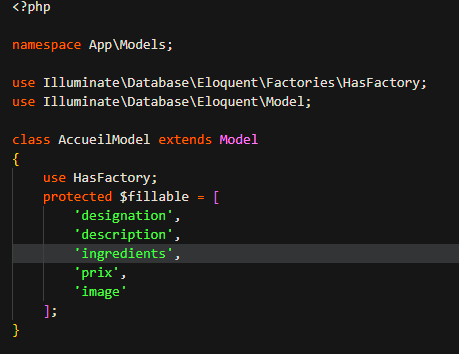 <?php
namespace App\Models;
use Illuminate\Database\Eloquent\Factories\HasFactory;
use Illuminate\Database\Eloquent\Model;
class AccueilModel extends Model
{
use HasFactory;
protected $fillable = [
'designation',
'description',
'ingredients',
'prix',
'image'
];
}